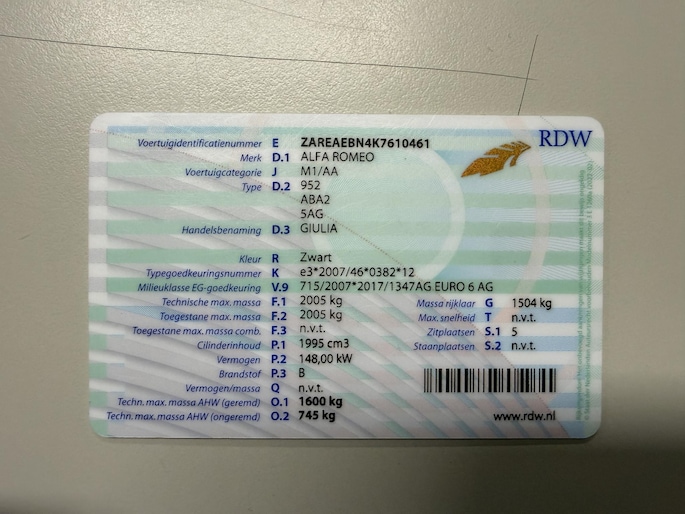 RDW
Voertuigidentificatienummer E ZAREAEBN4K7610461
Merk D.1 ALFA ROMEO
Voertuigcategorie J M1/AA
Type D.2 952
ABA2
5AG
Handelsbenaming D.3 GIULIA
Kleur R Zwart
Typegoedkeuringsnummer K e3*2007/46*0382*12
Milieuklasse EG-goedkeuring V.9 715/2007*2017/1347AG EURO 6 AG
Technische max. massa F.1 2005 kg Massa rijklaar G 1504 kg
Toegestane max. massa F.2 2005 kg Max. snelheid T n.v.t.
Toegestane max. massa comb. F.3 n.v.t. Zitplaatsen S.1 5
Cilinderinhoud P.1 1995 cm3 Staanplaatsen S.2 n.v.t.
Vermogen P.2 148,00 kW
Brandstof P.3 B
Vermogen/massa Q n.v.t.
Techn. max. massa AHW (geremd) O.1 1600 kg
Techn. max. massa AHW (ongeremd) O.2 745 kg
www.rdw.nl